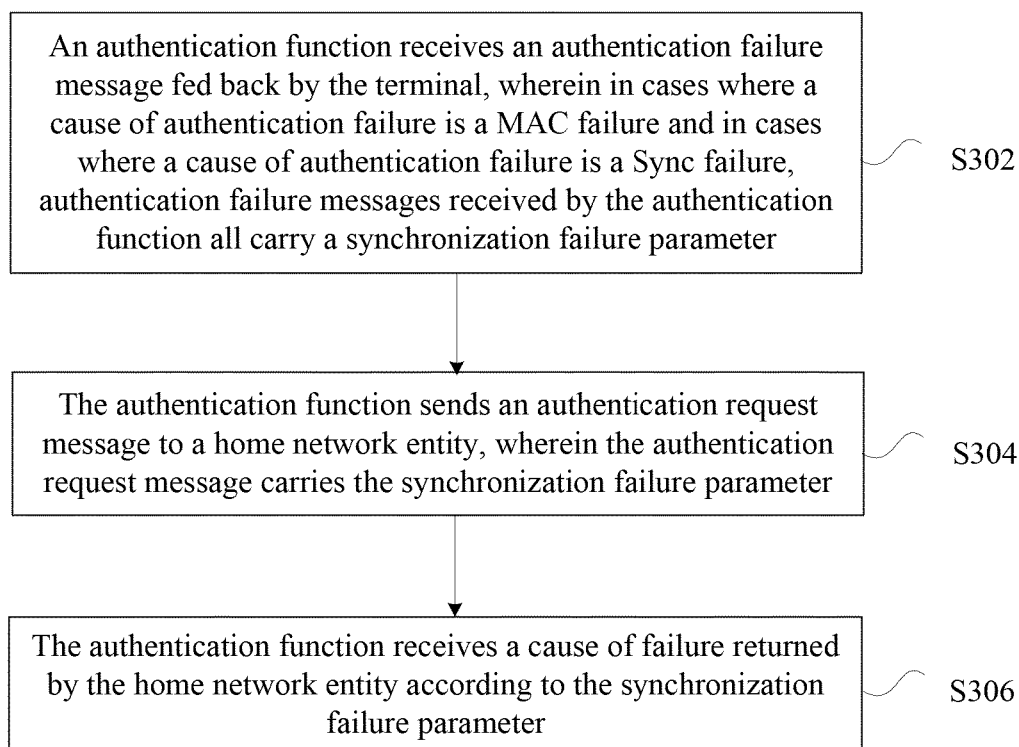 An authentication function receives an authentication failure
message fed back by the terminal, wherein in cases where a
cause of authentication failure is a MAC failure and in cases
where a cause of authentication failure is a Sync failure,
authentication failure messages received by the authentication
function all carry a synchronization failure parameter
S302
The authentication function sends an authentication request
message to a home network entity, wherein the authentication
request message carries the synchronization failure parameter
S304
The authentication function receives a cause of failure returned
by the home network entity according to the synchronization
failure parameter
S306